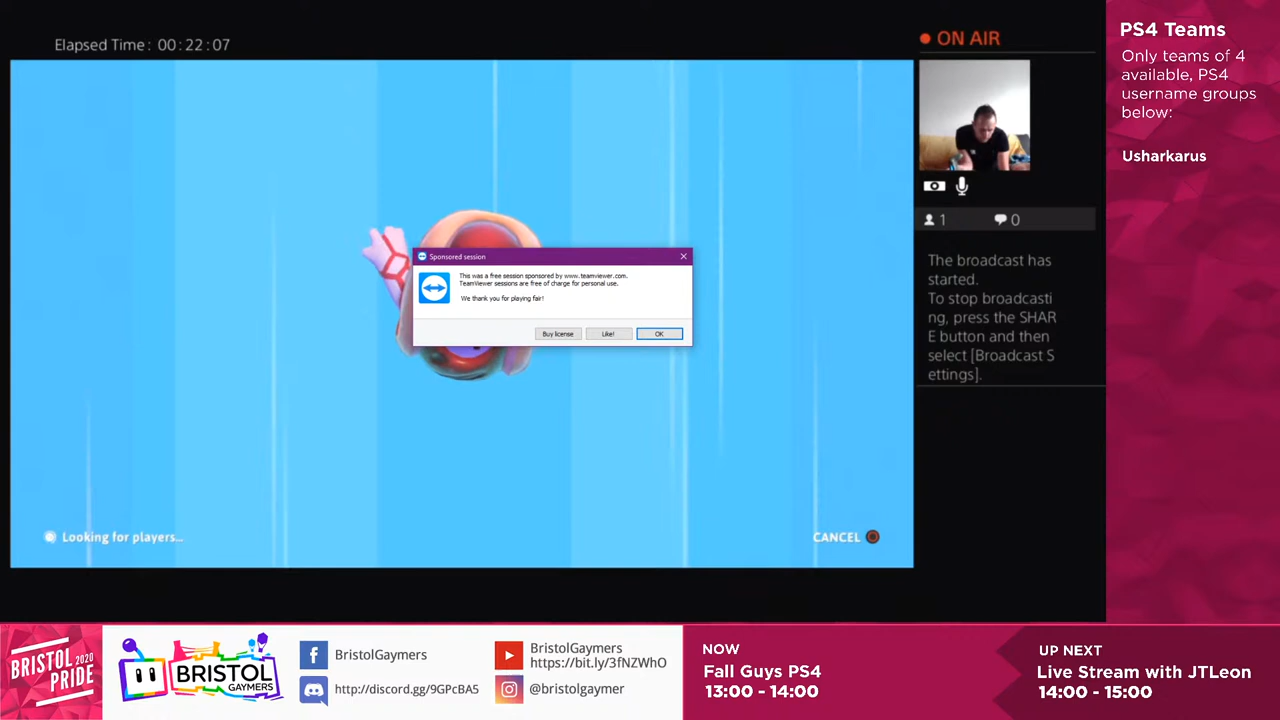 Elapsed Time: 00:22:07
ON AIR
1
0
The broadcast has
started.
To stop broadcasti
ng, press the SHAR
E button and then
select [Broadcast S
ettings].
Sponsored session
This was a free session sponsored by www.teamviewer.com.
TeamViewer sessions are free of charge for personal use.
We thank you for playing fair!
Buy license
Like!
OK
Looking for players...
CANCEL
PS4 Teams
Only teams of 4
available, PS4
username groups
below:
Usharkarus
BRISTOL 2020
PRIDE
BRISTOL
GAYMERS
BristolGaymers
http://discord.gg/9GPcBA5
BristolGaymers
https://bit.ly/3fNZWhO
@bristolgaymer
NOW
Fall Guys PS4
13:00 - 14:00
UP NEXT
Live Stream with JTLeon
14:00 - 15:00